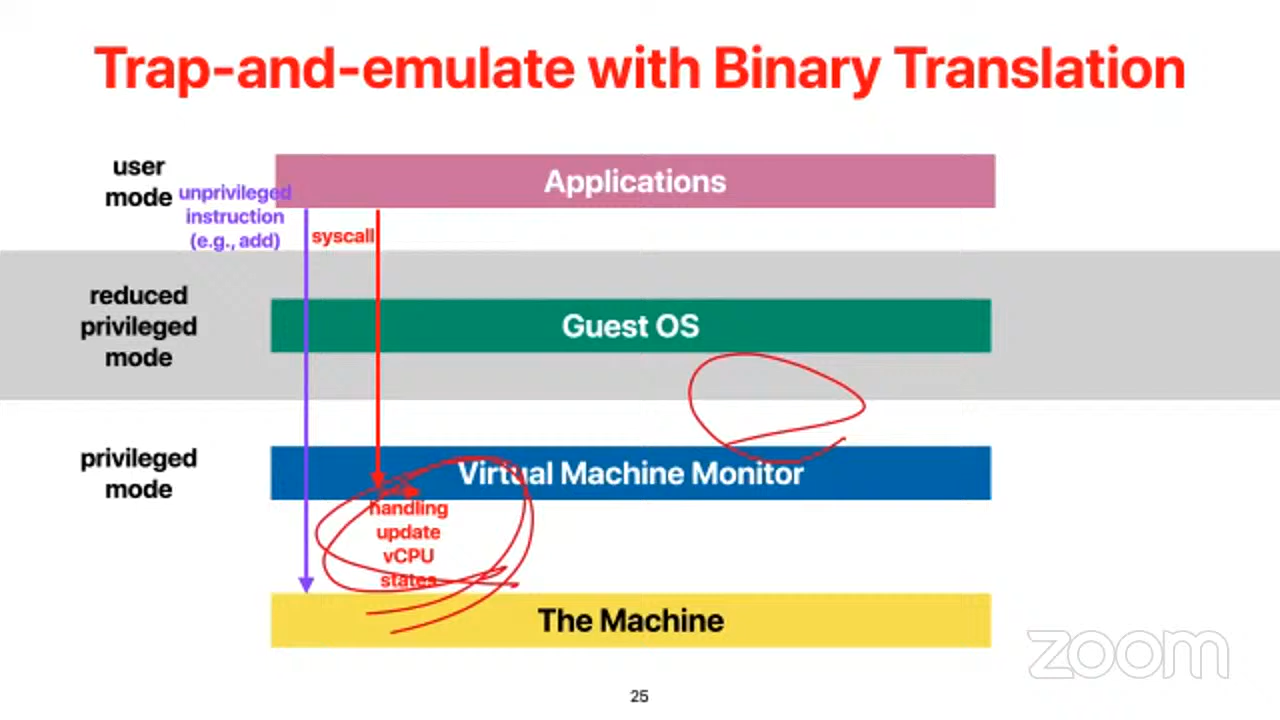 Trap-and-emulate with Binary Translation
user
mode
unprivileged
instruction
(e.g., add)
syscall
Applications
reduced
privileged
mode
Guest OS
privileged
mode
Virtual Machine Monitor
handling
update
vCPU
states
The Machine
zoom
25